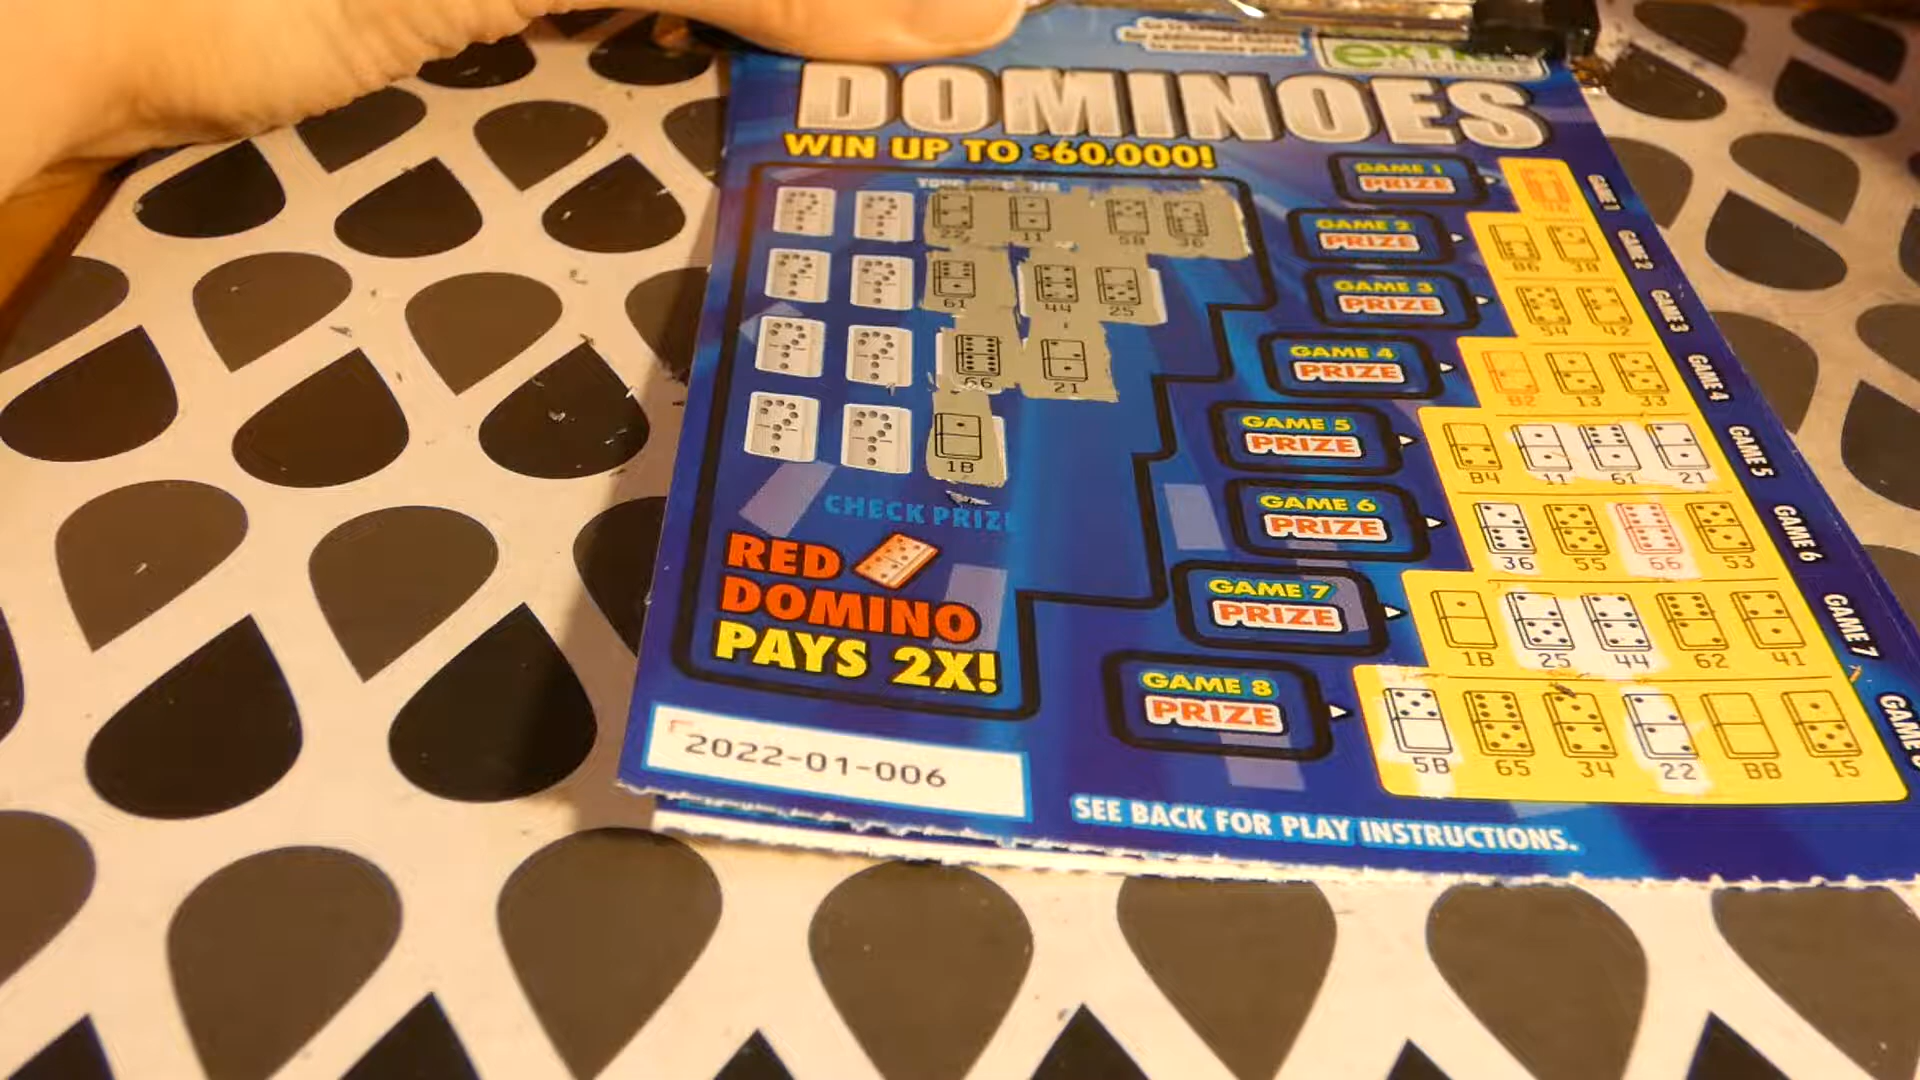 DOMINOES
WIN UP TO $60,000!
22 11 5B 36
61 44 25
66 21
1B
CHECK PRIZE
RED
DOMINO
PAYS 2X!
2022-01-006
GAME 1
PRIZE
GAME 2
PRIZE
GAME 3
PRIZE
GAME 4
PRIZE
GAME 5
PRIZE
GAME 6
PRIZE
GAME 7
PRIZE
GAME 8
PRIZE
GAME 1
B6 GAME 2
54 42 GAME 3
B2 13 33 GAME 4
B4 11 61 21 GAME 5
36 55 66 53 GAME 6
1B 25 44 62 41 GAME 7
5B 65 34 22 BB 15
SEE BACK FOR PLAY INSTRUCTIONS.